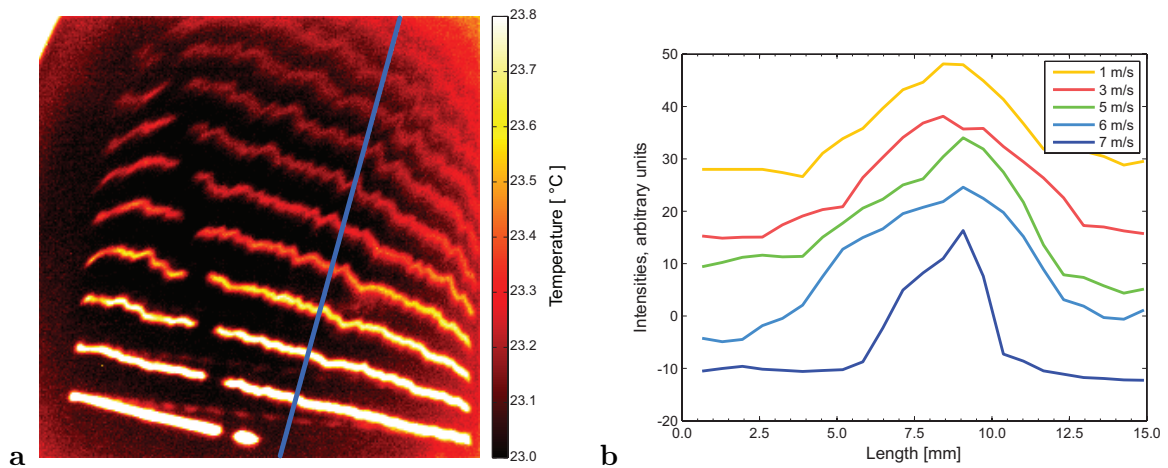 23.8
23.7
23.6
23.5
23.4
23.3
23.2
23.1
23.0
Temperature [ °C]
a
50
40
30
20
10
0
-10
-20
Intensities, arbitrary units
1 m/s
3 m/s
5 m/s
6 m/s
7 m/s
0.0 2.5 5.0 7.5 10.0 12.5 15.0
Length [mm]
b